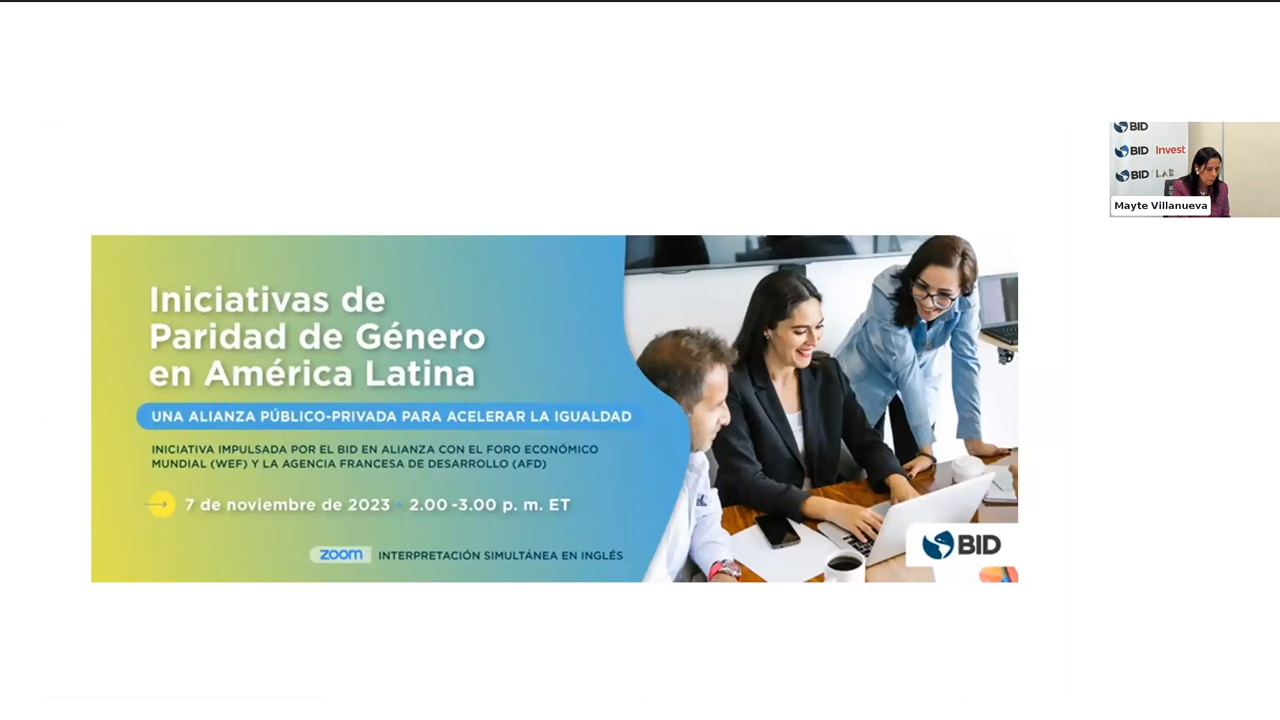 Iniciativas de
Paridad de Género
en América Latina
UNA ALIANZA PÚBLICO-PRIVADA PARA ACELERAR LA IGUALDAD
INICIATIVA IMPULSADA POR EL BID EN ALIANZA CON EL FORO ECONÓMICO
MUNDIAL (WEF) Y LA AGENCIA FRANCESA DE DESARROLLO (AFD)
7 de noviembre de 2023 • 2.00 -3.00 p. m. ET
zoom INTERPRETACIÓN SIMULTÁNEA EN INGLÉS
BID
BID
BID Invest
BID LAB
Mayte Villanueva